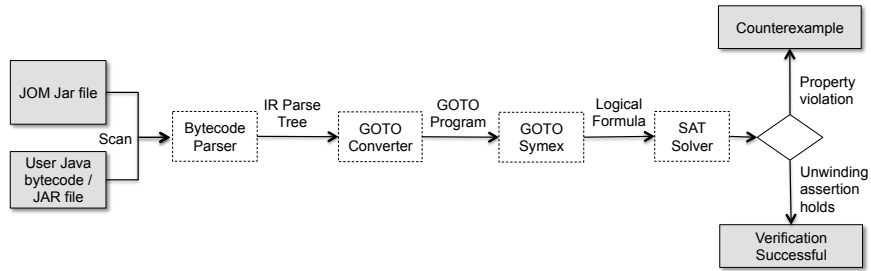 JOM Jar file
User Java
bytecode /
JAR file
Scan
Bytecode
Parser
IR Parse
Tree
GOTO
Converter
GOTO
Program
GOTO
Symex
Logical
Formula
SAT
Solver
Counterexample
Property
violation
Unwinding
assertion
holds
Verification
Successful